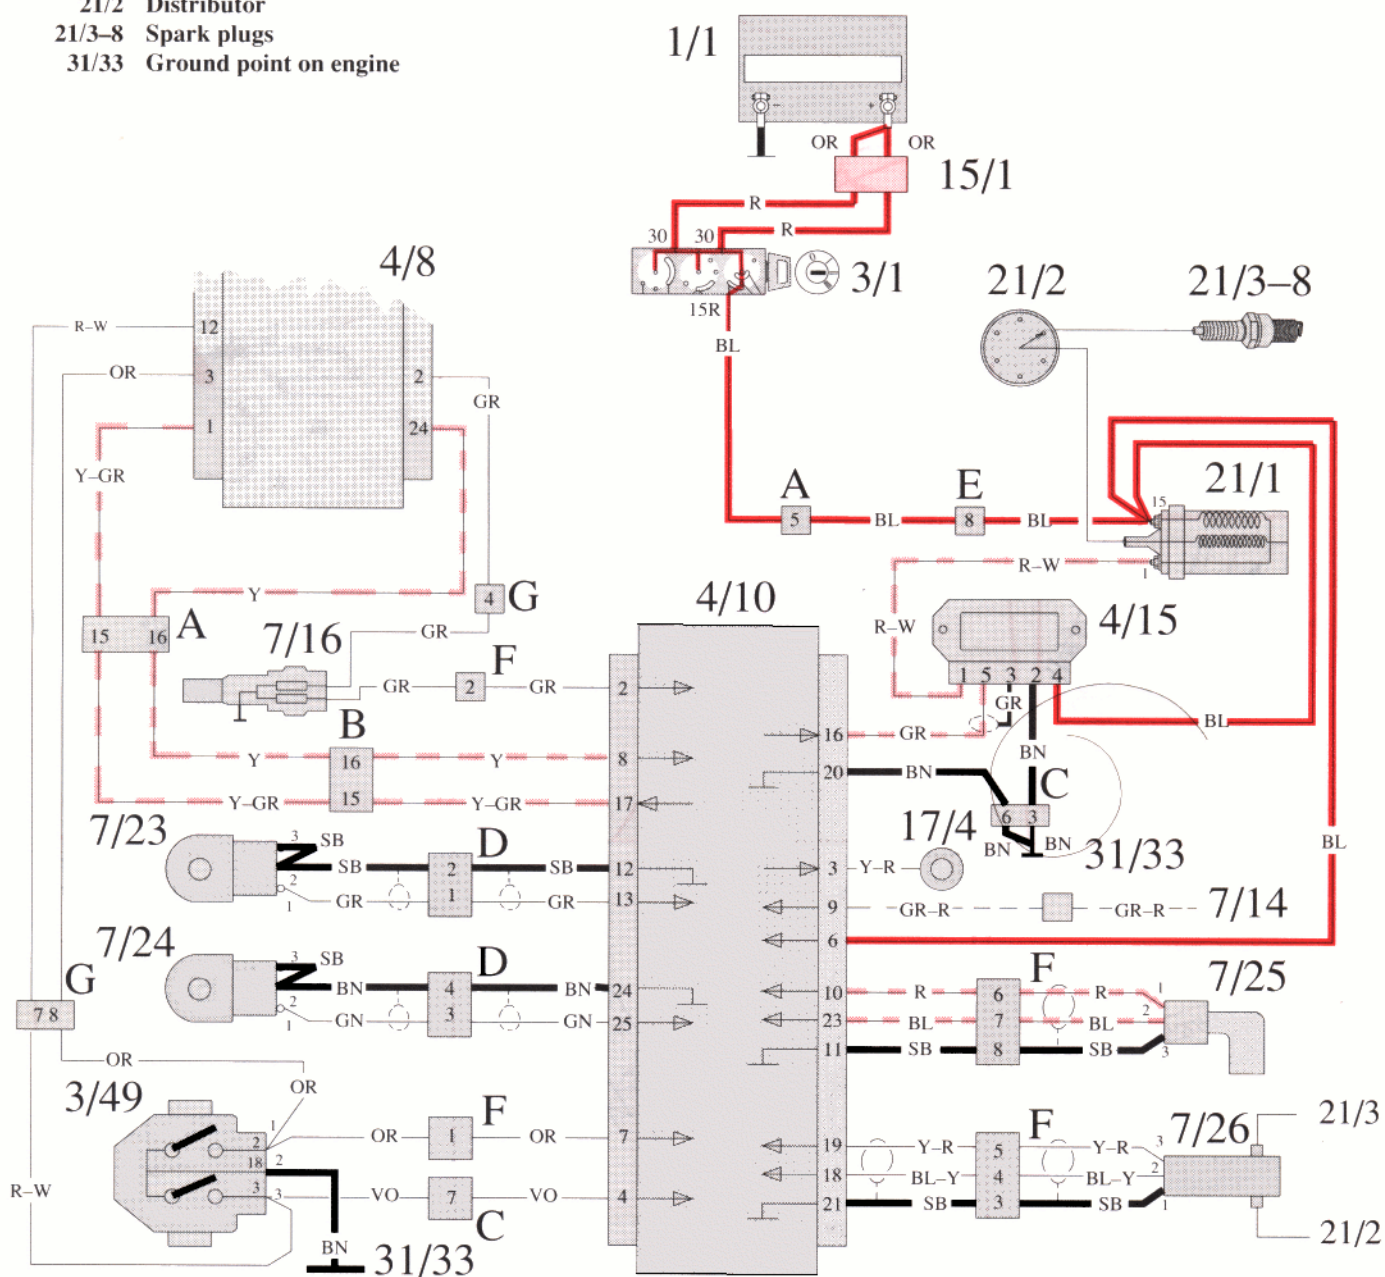 21/2 Distributor
21/3–8 Spark plugs
31/33 Ground point on engine
1/1
- +
OR OR
15/1
R
R
30 30
3/1
15R
BL
4/8
12
3
1
2
24
R–W
OR
GR
Y–GR
21/2
21/3–8
A
5
BL
E
8
BL
15
21/1
1
R–W
R–W
Y
4
G
15 16
A
7/16
GR
F
GR
2
GR
B
4/10
4/15
1 5 3 2 4
GR
BL
BN
2
16
GR
Y
16
Y
8
20
BN
C
6 3
Y–GR
15
Y–GR
17
BN BN
31/33
BL
7/23
3
SB
D
SB
2
SB
12
2
1
GR
1
GR
13
17/4
3
Y–R
9
GR–R
GR–R
7/14
6
7/24
3
SB
D
BN
4
BN
24
2
1
GN
3
GN
25
F
7/25
10
R
6
R
1
23
BL
7
BL
2
11
SB
8
SB
3
G
7 8
OR
OR
3/49
1
2
18
2
3
3
OR
F
1
OR
7
VO
7
VO
4
C
R–W
BN
31/33
F
7/26
21/3
19
Y–R
5
Y–R
3
18
BL–Y
4
BL–Y
2
21
SB
3
SB
1
21/2